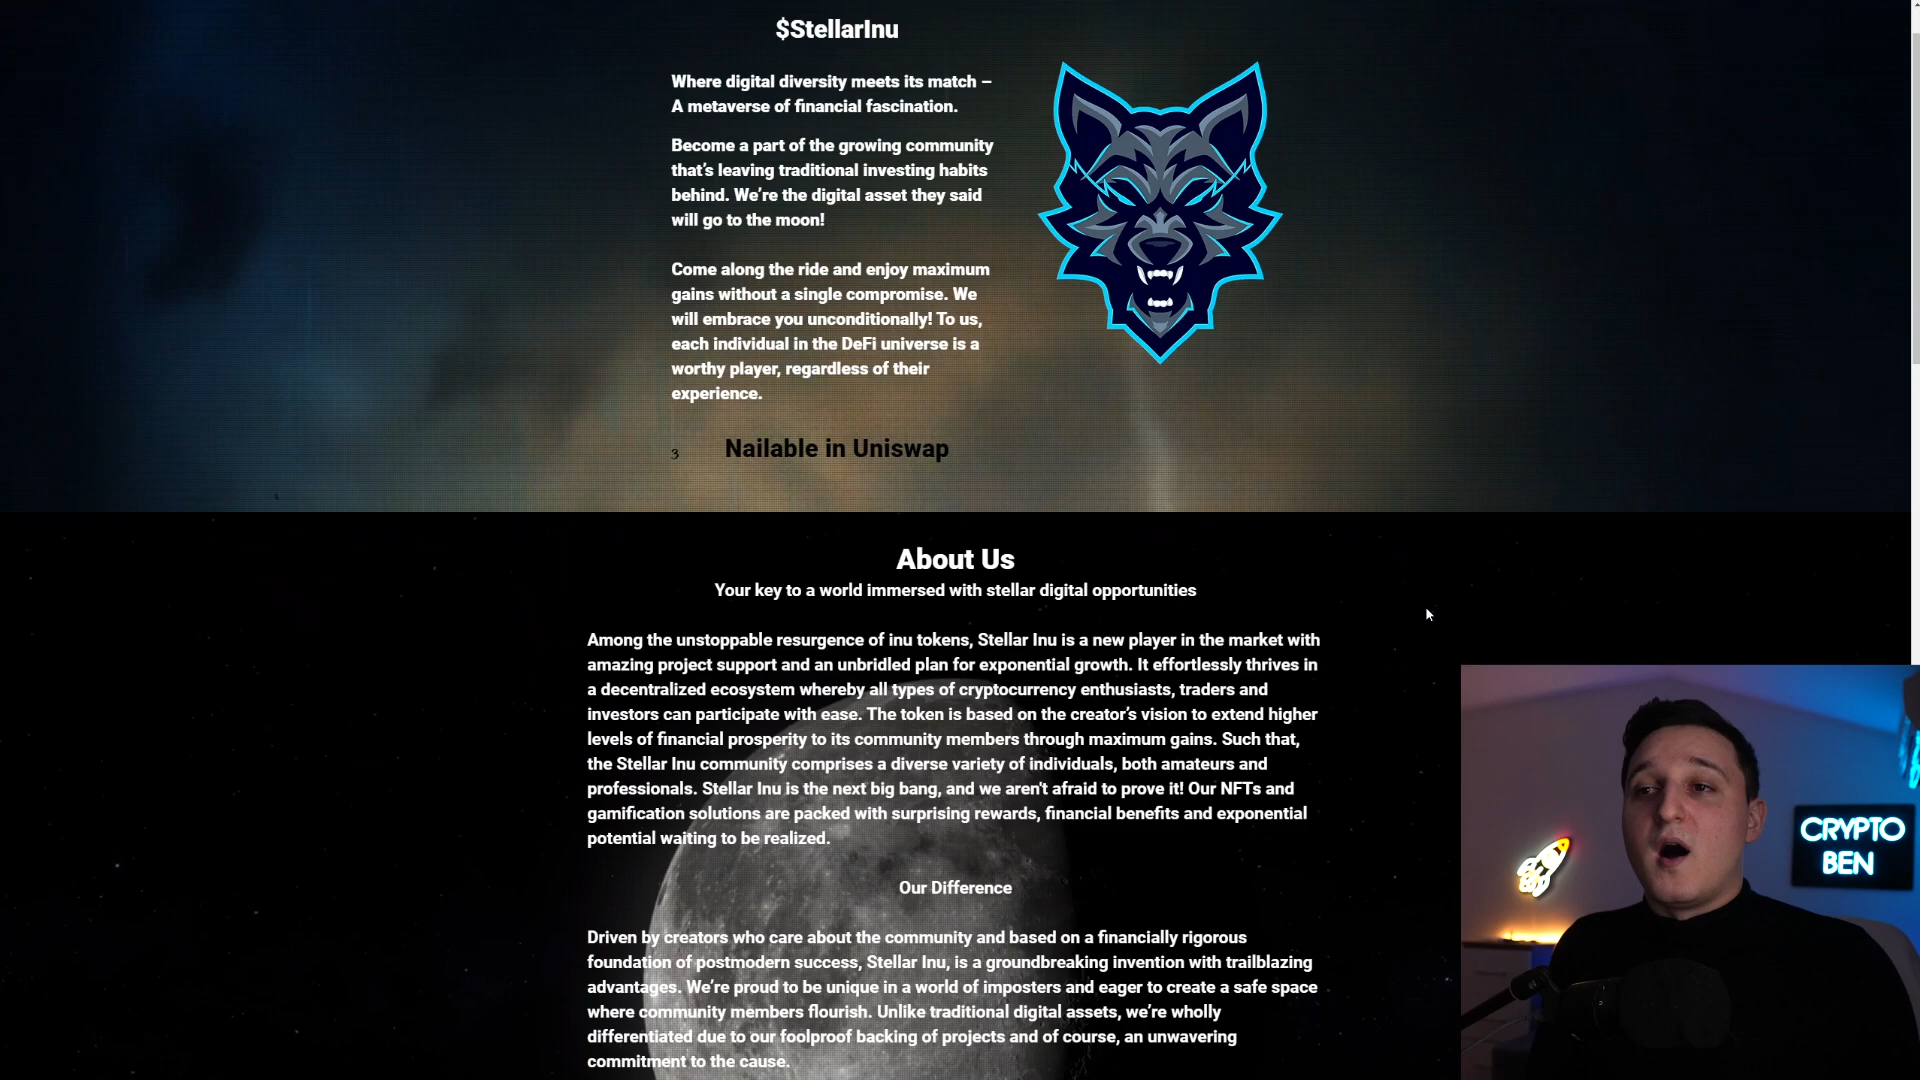 $StellarInu
Where digital diversity meets its match –
A metaverse of financial fascination.
Become a part of the growing community
that's leaving traditional investing habits
behind. We're the digital asset they said
will go to the moon!
Come along the ride and enjoy maximum
gains without a single compromise. We
will embrace you unconditionally! To us,
each individual in the DeFi universe is a
worthy player, regardless of their
experience.
3 Nailable in Uniswap
About Us
Your key to a world immersed with stellar digital opportunities
Among the unstoppable resurgence of inu tokens, Stellar Inu is a new player in the market with
amazing project support and an unbridled plan for exponential growth. It effortlessly thrives in
a decentralized ecosystem whereby all types of cryptocurrency enthusiasts, traders and
investors can participate with ease. The token is based on the creator's vision to extend higher
levels of financial prosperity to its community members through maximum gains. Such that,
the Stellar Inu community comprises a diverse variety of individuals, both amateurs and
professionals. Stellar Inu is the next big bang, and we aren't afraid to prove it! Our NFTs and
gamification solutions are packed with surprising rewards, financial benefits and exponential
potential waiting to be realized.
Our Difference
Driven by creators who care about the community and based on a financially rigorous
foundation of postmodern success, Stellar Inu, is a groundbreaking invention with trailblazing
advantages. We're proud to be unique in a world of imposters and eager to create a safe space
where community members flourish. Unlike traditional digital assets, we're wholly
differentiated due to our foolproof backing of projects and of course, an unwavering
commitment to the cause.
CRYPTO
BEN